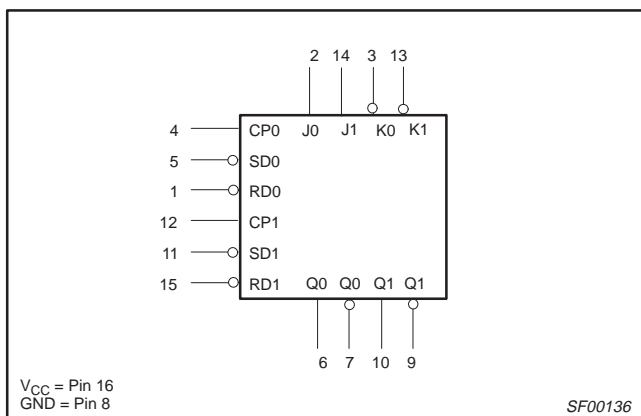 2 14 3 13
4 CP0 J0 J1 K0 K1
5 SD0
1 RD0
12 CP1
11 SD1
15 RD1 Q0 Q0 Q1 Q1
6 7 10 9
VCC = Pin 16
GND = Pin 8
SF00136